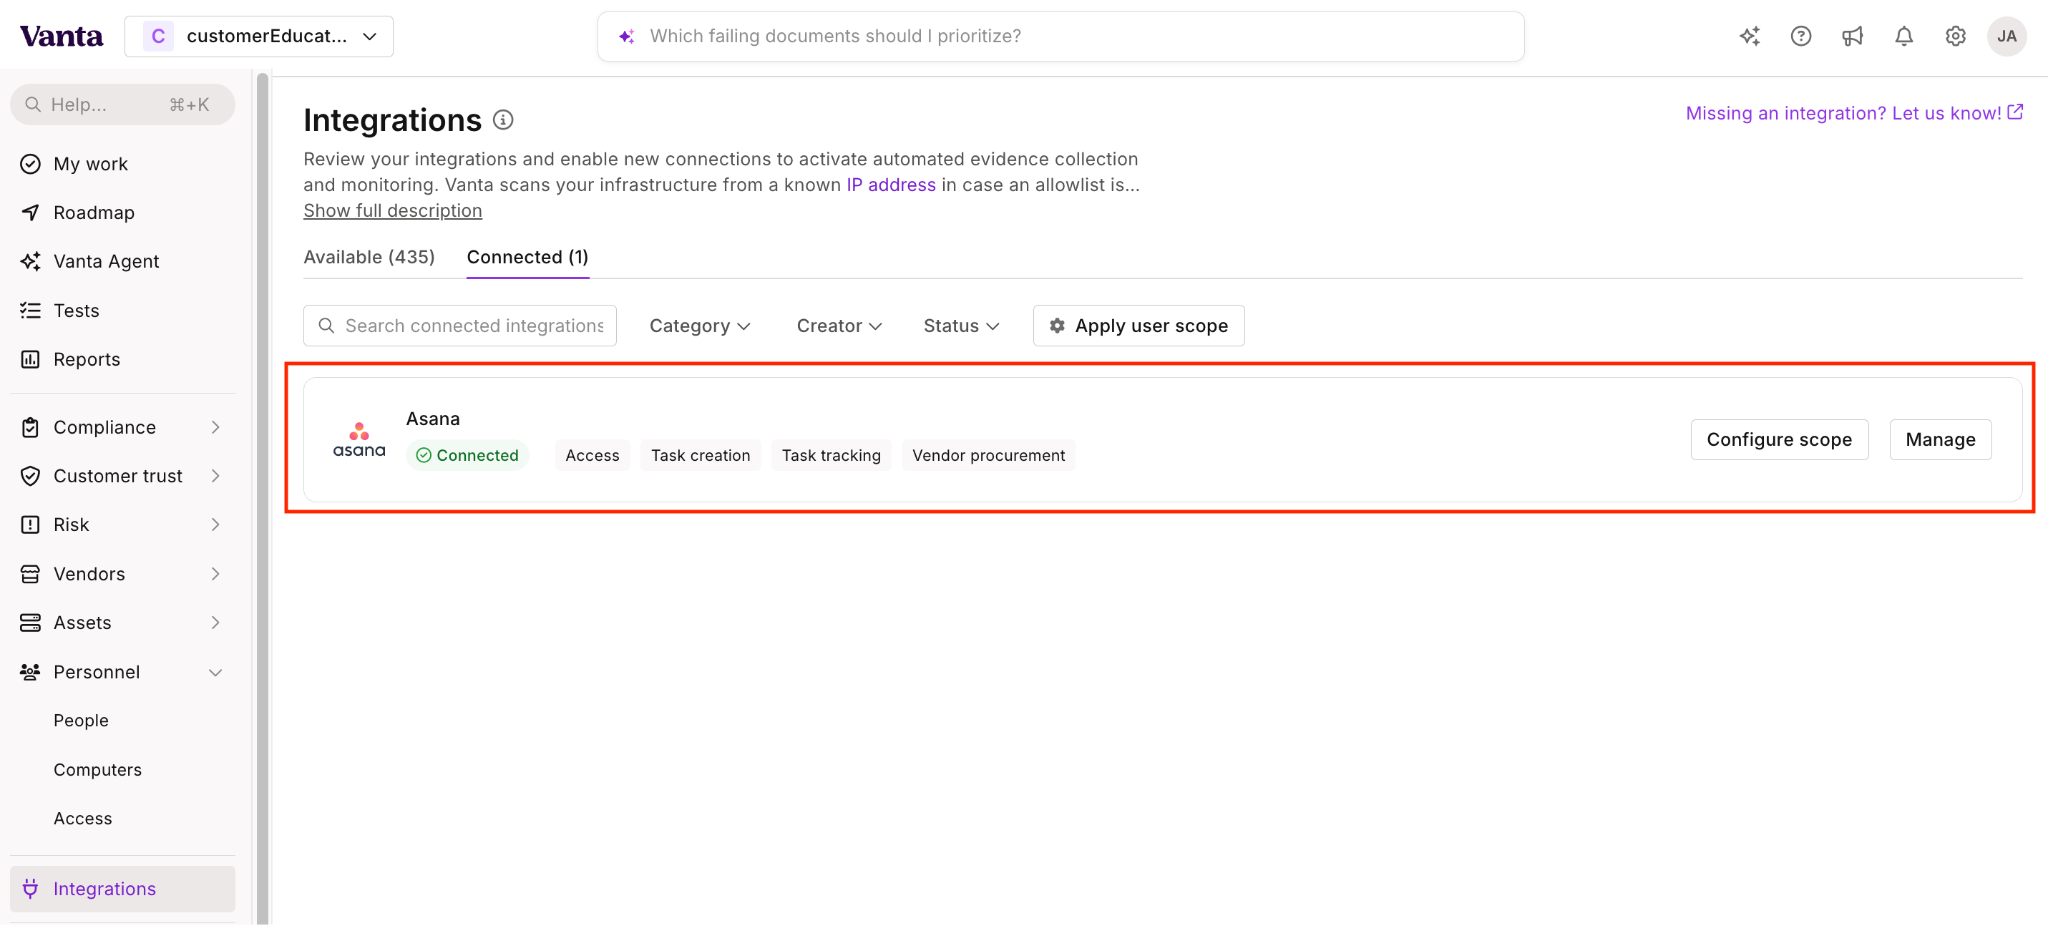 Vanta
C customerEducat...
Which failing documents should I prioritize?
JA
Help... ⌘+K
My work
Roadmap
Vanta Agent
Tests
Reports
Compliance
Customer trust
Risk
Vendors
Assets
Personnel
People
Computers
Access
Integrations
Integrations
Missing an integration? Let us know!
Review your integrations and enable new connections to activate automated evidence collection
and monitoring. Vanta scans your infrastructure from a known IP address in case an allowlist is...
Show full description
Available (435) Connected (1)
Search connected integrations Category Creator Status Apply user scope
asana
Asana
Connected Access Task creation Task tracking Vendor procurement
Configure scope Manage